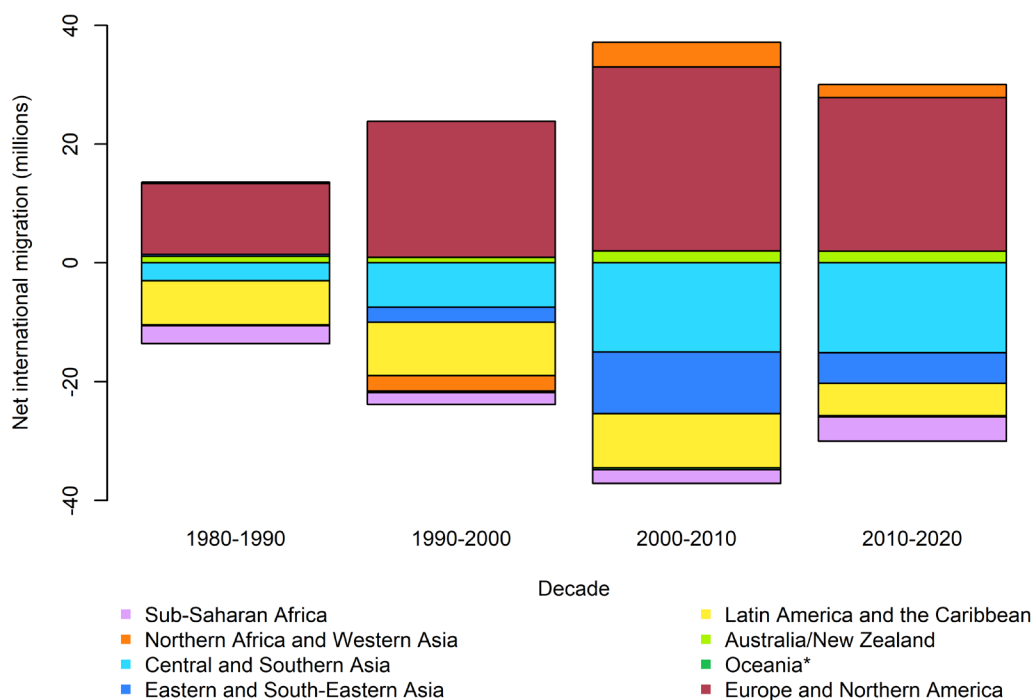 Net international migration (millions)
40
20
0
-20
-40
1980-1990
1990-2000
2000-2010
2010-2020
Decade
Sub-Saharan Africa
Northern Africa and Western Asia
Central and Southern Asia
Eastern and South-Eastern Asia
Latin America and the Caribbean
Australia/New Zealand
Oceania*
Europe and Northern America